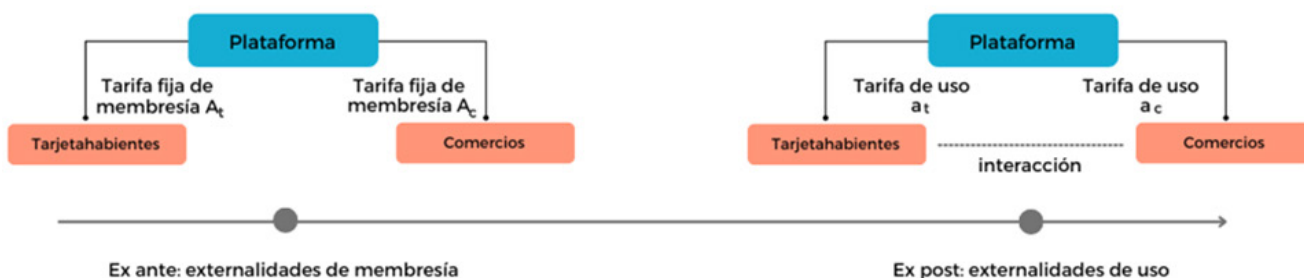 Plataforma
Tarifa fija de
membresía At
Tarifa fija de
membresía Ac
Tarjetahabientes
Comercios
Ex ante: externalidades de membresía
Plataforma
Tarifa de uso
at
Tarifa de uso
ac
Tarjetahabientes
interacción
Comercios
Ex post: externalidades de uso